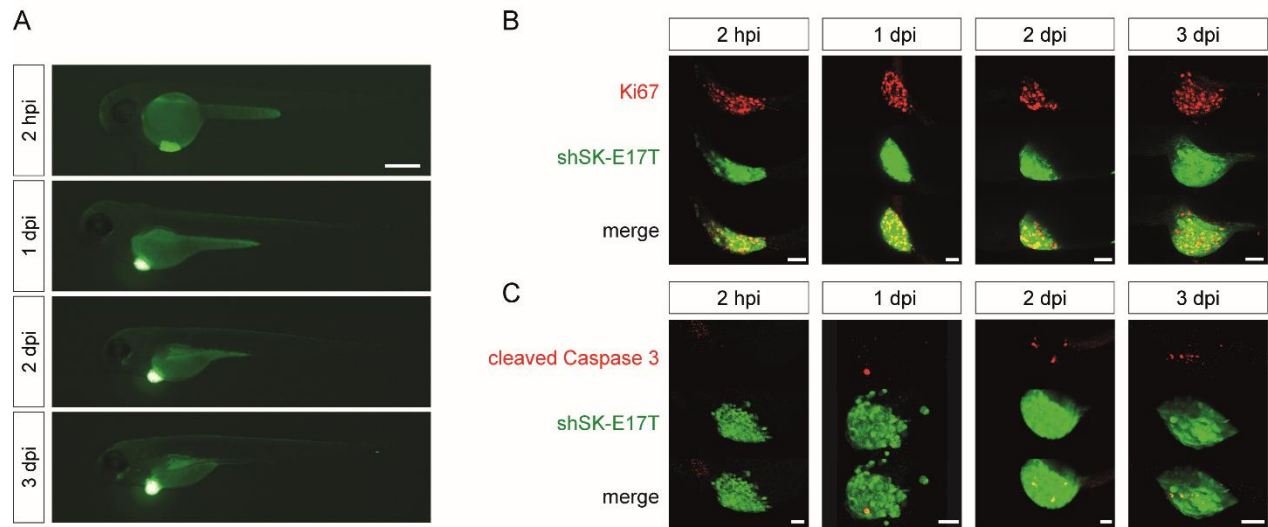 A
2 hpi
1 dpi
2 dpi
3 dpi
B
2 hpi 1 dpi 2 dpi 3 dpi
Ki67
shSK-E17T
merge
C
2 hpi 1 dpi 2 dpi 3 dpi
cleaved Caspase 3
shSK-E17T
merge